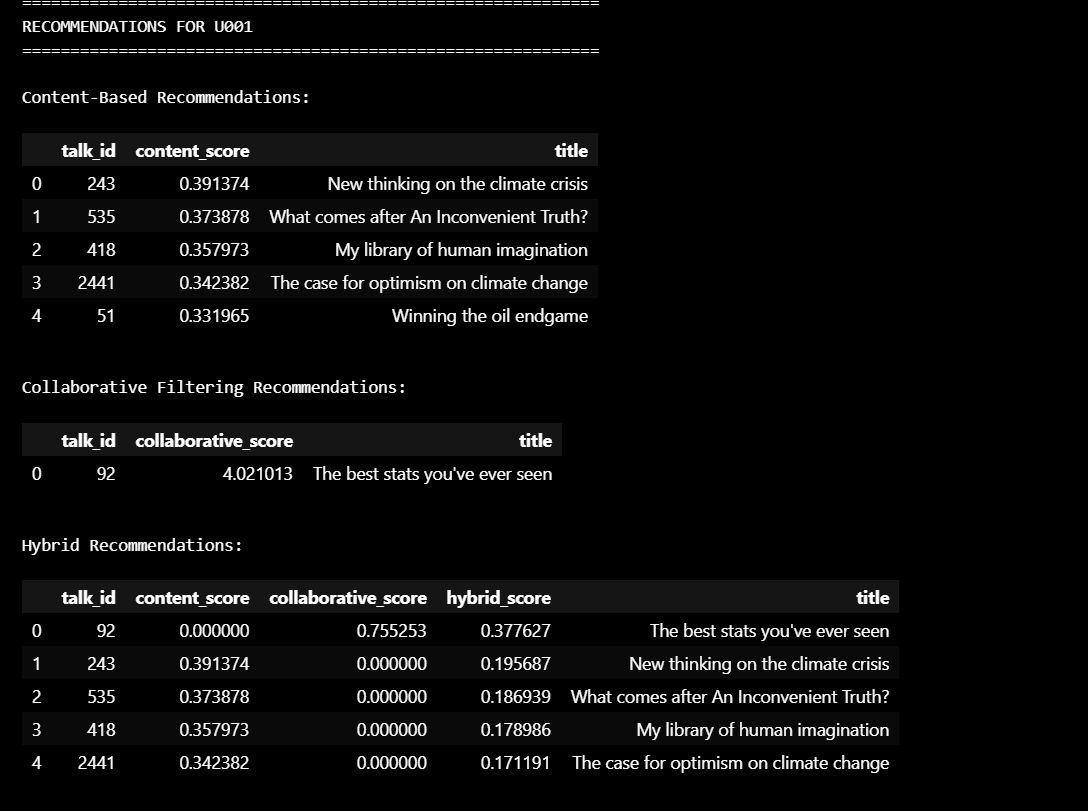 ============================================================
RECOMMENDATIONS FOR U001
============================================================
Content-Based Recommendations:
talk_id content_score title
0 243 0.391374 New thinking on the climate crisis
1 535 0.373878 What comes after An Inconvenient Truth?
2 418 0.357973 My library of human imagination
3 2441 0.342382 The case for optimism on climate change
4 51 0.331965 Winning the oil endgame
Collaborative Filtering Recommendations:
talk_id collaborative_score title
0 92 4.021013 The best stats you've ever seen
Hybrid Recommendations:
talk_id content_score collaborative_score hybrid_score title
0 92 0.000000 0.755253 0.377627 The best stats you've ever seen
1 243 0.391374 0.000000 0.195687 New thinking on the climate crisis
2 535 0.373878 0.000000 0.186939 What comes after An Inconvenient Truth?
3 418 0.357973 0.000000 0.178986 My library of human imagination
4 2441 0.342382 0.000000 0.171191 The case for optimism on climate change